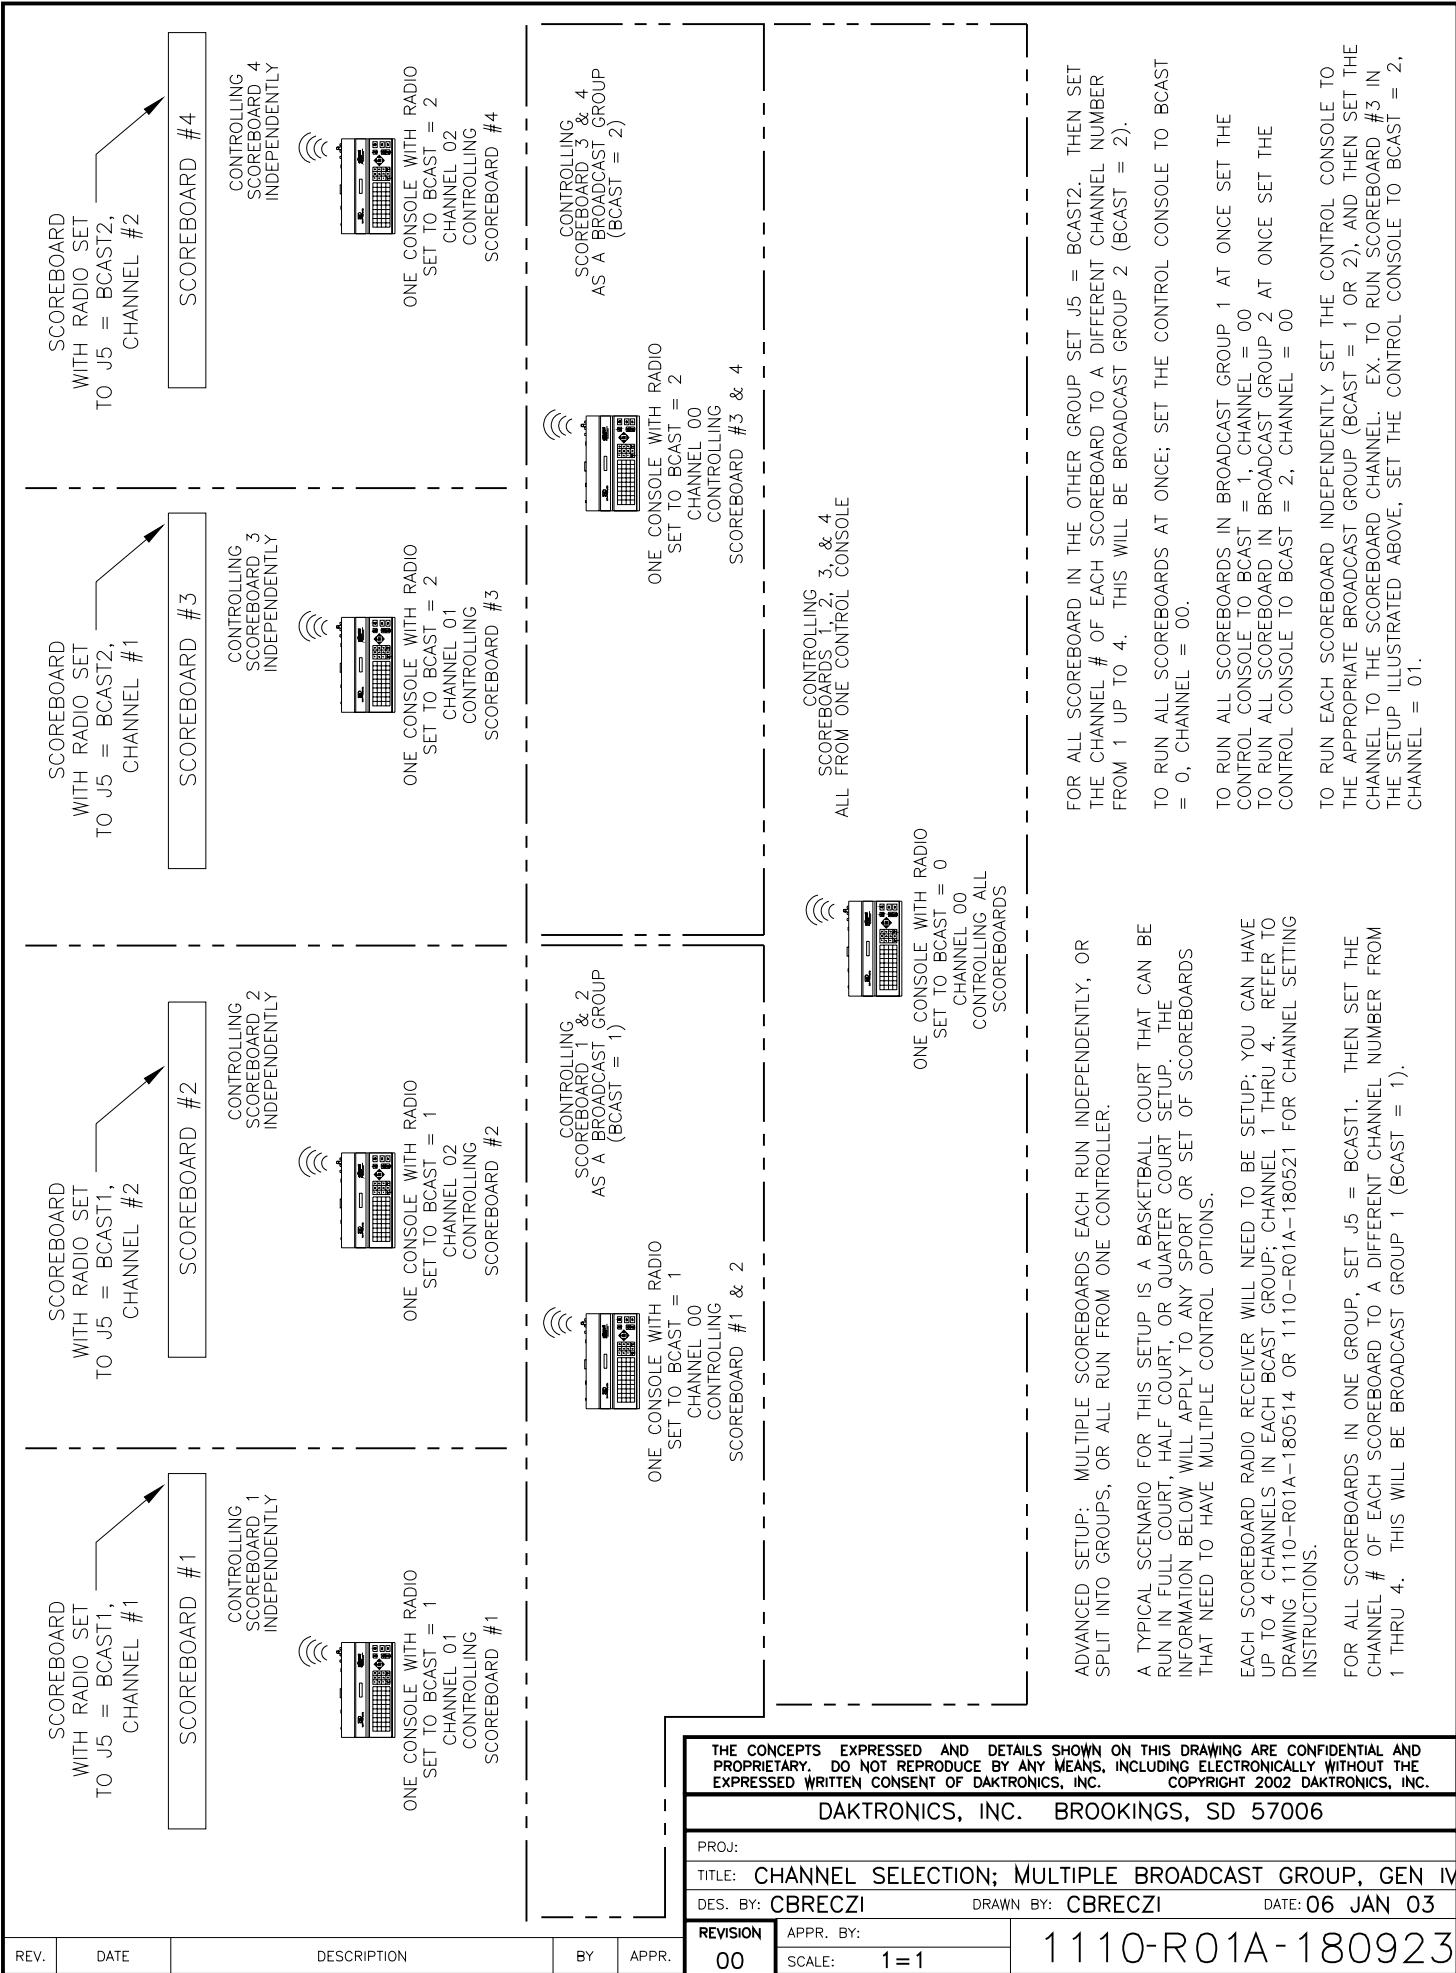 SCOREBOARD
WITH RADIO SET
TO J5 = BCAST1,
CHANNEL #1
SCOREBOARD #1
CONTROLLING
SCOREBOARD 1
INDEPENDENTLY
ONE CONSOLE WITH RADIO
SET TO BCAST = 1
CHANNEL 01
CONTROLLING
SCOREBOARD #1
SCOREBOARD
WITH RADIO SET
TO J5 = BCAST1,
CHANNEL #2
SCOREBOARD #2
CONTROLLING
SCOREBOARD 2
INDEPENDENTLY
ONE CONSOLE WITH RADIO
SET TO BCAST = 1
CHANNEL 02
CONTROLLING
SCOREBOARD #2
SCOREBOARD
WITH RADIO SET
TO J5 = BCAST2,
CHANNEL #1
SCOREBOARD #3
CONTROLLING
SCOREBOARD 3
INDEPENDENTLY
ONE CONSOLE WITH RADIO
SET TO BCAST = 2
CHANNEL 01
CONTROLLING
SCOREBOARD #3
SCOREBOARD
WITH RADIO SET
TO J5 = BCAST2,
CHANNEL #2
SCOREBOARD #4
CONTROLLING
SCOREBOARD 4
INDEPENDENTLY
ONE CONSOLE WITH RADIO
SET TO BCAST = 2
CHANNEL 02
CONTROLLING
SCOREBOARD #4
CONTROLLING
SCOREBOARD 1 & 2
AS A BROADCAST GROUP
(BCAST = 1)
ONE CONSOLE WITH RADIO
SET TO BCAST = 1
CHANNEL 00
CONTROLLING
SCOREBOARD #1 & 2
CONTROLLING
SCOREBOARD 3 & 4
AS A BROADCAST GROUP
(BCAST = 2)
ONE CONSOLE WITH RADIO
SET TO BCAST = 2
CHANNEL 00
CONTROLLING
SCOREBOARD #3 & 4
CONTROLLING
SCOREBOARDS 1, 2, 3, & 4
ALL FROM ONE CONTROL CONSOLE
ONE CONSOLE WITH RADIO
SET TO BCAST = 0
CHANNEL 00
CONTROLLING ALL
SCOREBOARDS
ADVANCED SETUP: MULTIPLE SCOREBOARDS EACH RUN INDEPENDENTLY, OR
SPLIT INTO GROUPS, OR ALL RUN FROM ONE CONTROLLER.
A TYPICAL SCENARIO FOR THIS SETUP IS A BASKETBALL COURT THAT CAN BE
RUN IN FULL COURT, HALF COURT, OR QUARTER COURT SETUP. THE
INFORMATION BELOW WILL APPLY TO ANY SPORT OR SET OF SCOREBOARDS
THAT NEED TO HAVE MULTIPLE CONTROL OPTIONS.
EACH SCOREBOARD RADIO RECEIVER WILL NEED TO BE SETUP; YOU CAN HAVE
UP TO 4 CHANNELS IN EACH BCAST GROUP; CHANNEL 1 THRU 4. REFER TO
DRAWING 1110-R01A-180514 OR 1110-R01A-180521 FOR CHANNEL SETTING
INSTRUCTIONS.
FOR ALL SCOREBOARDS IN ONE GROUP, SET J5 = BCAST1. THEN SET THE
CHANNEL # OF EACH SCOREBOARD TO A DIFFERENT CHANNEL NUMBER FROM
1 THRU 4. THIS WILL BE BROADCAST GROUP 1 (BCAST = 1).
FOR ALL SCOREBOARD IN THE OTHER GROUP SET J5 = BCAST2. THEN SET
THE CHANNEL # OF EACH SCOREBOARD TO A DIFFERENT CHANNEL NUMBER
FROM 1 UP TO 4. THIS WILL BE BROADCAST GROUP 2 (BCAST = 2).
TO RUN ALL SCOREBOARDS AT ONCE; SET THE CONTROL CONSOLE TO BCAST
= 0, CHANNEL = 00.
TO RUN ALL SCOREBOARDS IN BROADCAST GROUP 1 AT ONCE SET THE
CONTROL CONSOLE TO BCAST = 1, CHANNEL = 00
TO RUN ALL SCOREBOARD IN BROADCAST GROUP 2 AT ONCE SET THE
CONTROL CONSOLE TO BCAST = 2, CHANNEL = 00
TO RUN EACH SCOREBOARD INDEPENDENTLY SET THE CONTROL CONSOLE TO
THE APPROPRIATE BROADCAST GROUP (BCAST = 1 OR 2), AND THEN SET THE
CHANNEL TO THE SCOREBOARD CHANNEL. EX. TO RUN SCOREBOARD #3 IN
THE SETUP ILLUSTRATED ABOVE, SET THE CONTROL CONSOLE TO BCAST = 2,
CHANNEL = 01.
THE CONCEPTS EXPRESSED AND DETAILS SHOWN ON THIS DRAWING ARE CONFIDENTIAL AND
PROPRIETARY. DO NOT REPRODUCE BY ANY MEANS, INCLUDING ELECTRONICALLY WITHOUT THE
EXPRESSED WRITTEN CONSENT OF DAKTRONICS, INC. COPYRIGHT 2002 DAKTRONICS, INC.
DAKTRONICS, INC. BROOKINGS, SD 57006
PROJ:
TITLE: CHANNEL SELECTION; MULTIPLE BROADCAST GROUP, GEN IV
DES. BY: CBRECZI DRAWN BY: CBRECZI DATE: 06 JAN 03
REVISION 00
APPR. BY:
SCALE: 1=1
1110-R01A-180923
REV. DATE DESCRIPTION BY APPR.